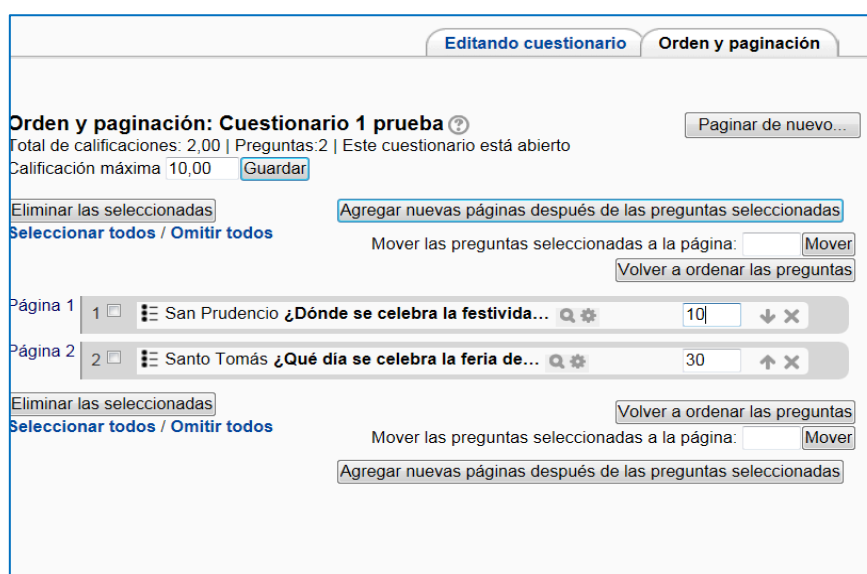 Editando cuestionario Orden y paginación
Orden y paginación: Cuestionario 1 prueba ? Paginar de nuevo...
Total de calificaciones: 2,00 | Preguntas:2 | Este cuestionario está abierto
Calificación máxima 10,00 Guardar
Eliminar las seleccionadas Agregar nuevas páginas después de las preguntas seleccionadas
Seleccionar todos / Omitir todos Mover las preguntas seleccionadas a la página: Mover
Volver a ordenar las preguntas
Página 1 1 San Prudencio ¿Dónde se celebra la festivida... 10
Página 2 2 Santo Tomás ¿Qué día se celebra la feria de... 30
Eliminar las seleccionadas Volver a ordenar las preguntas
Seleccionar todos / Omitir todos Mover las preguntas seleccionadas a la página: Mover
Agregar nuevas páginas después de las preguntas seleccionadas